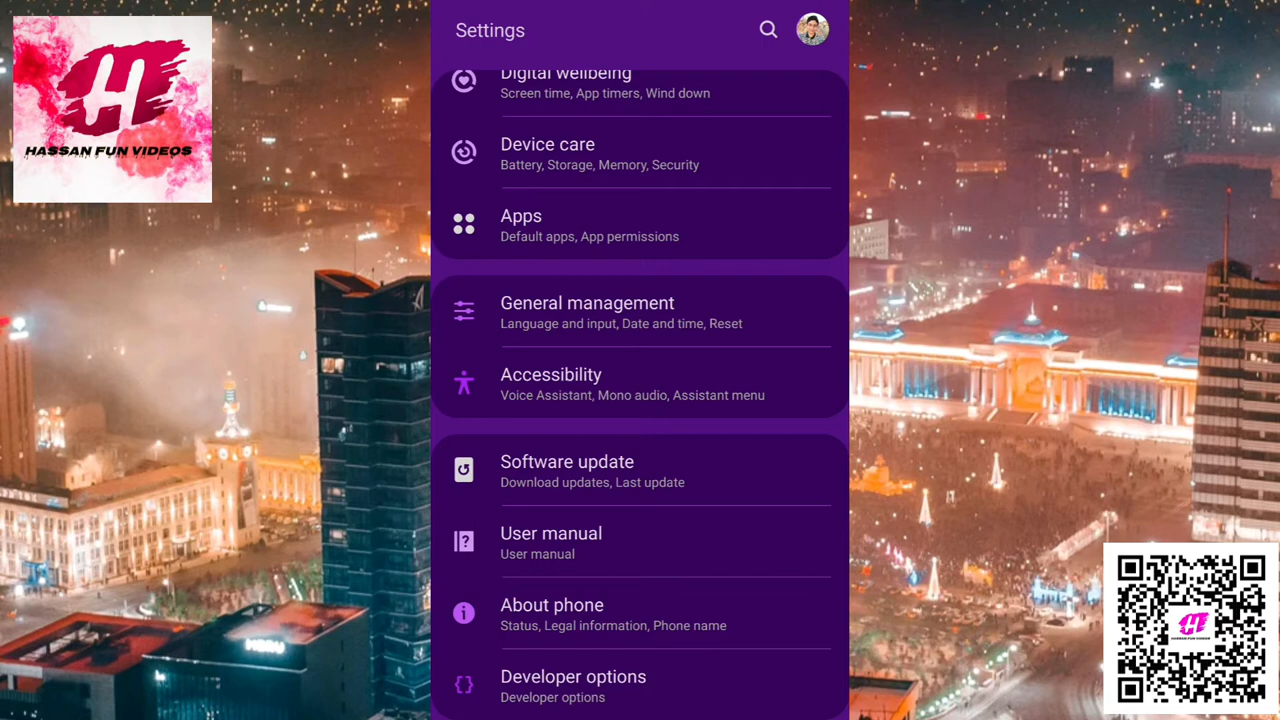 HASSAN FUN VIDEOS
Settings
Digital wellbeing
Screen time, App timers, Wind down
Device care
Battery, Storage, Memory, Security
Apps
Default apps, App permissions
General management
Language and input, Date and time, Reset
Accessibility
Voice Assistant, Mono audio, Assistant menu
Software update
Download updates, Last update
User manual
User manual
About phone
Status, Legal information, Phone name
Developer options
Developer options
HASSAN FUN VIDEOS